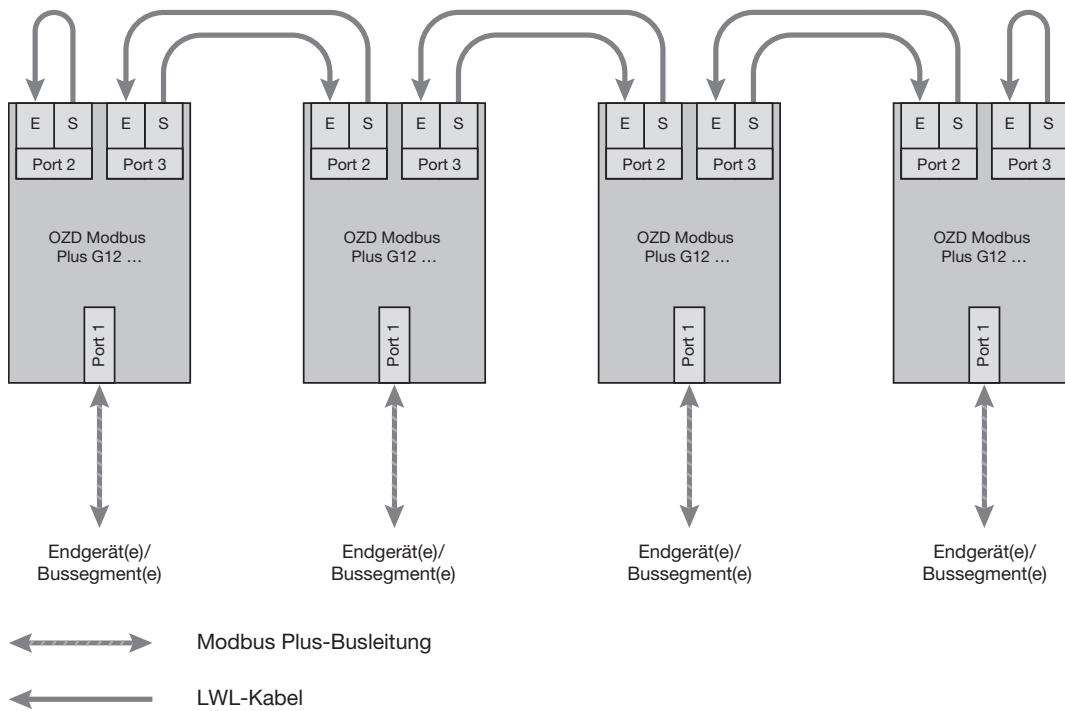 E S E S E S E S E S E S E S E S
Port 2 Port 3 Port 2 Port 3 Port 2 Port 3 Port 2 Port 3
OZD Modbus OZD Modbus OZD Modbus OZD Modbus
Plus G12 ... Plus G12 ... Plus G12 ... Plus G12 ...
Port 1 Port 1 Port 1 Port 1
Endgerät(e)/ Endgerät(e)/ Endgerät(e)/ Endgerät(e)/
Bussegment(e) Bussegment(e) Bussegment(e) Bussegment(e)
Modbus Plus-Busleitung
LWL-Kabel